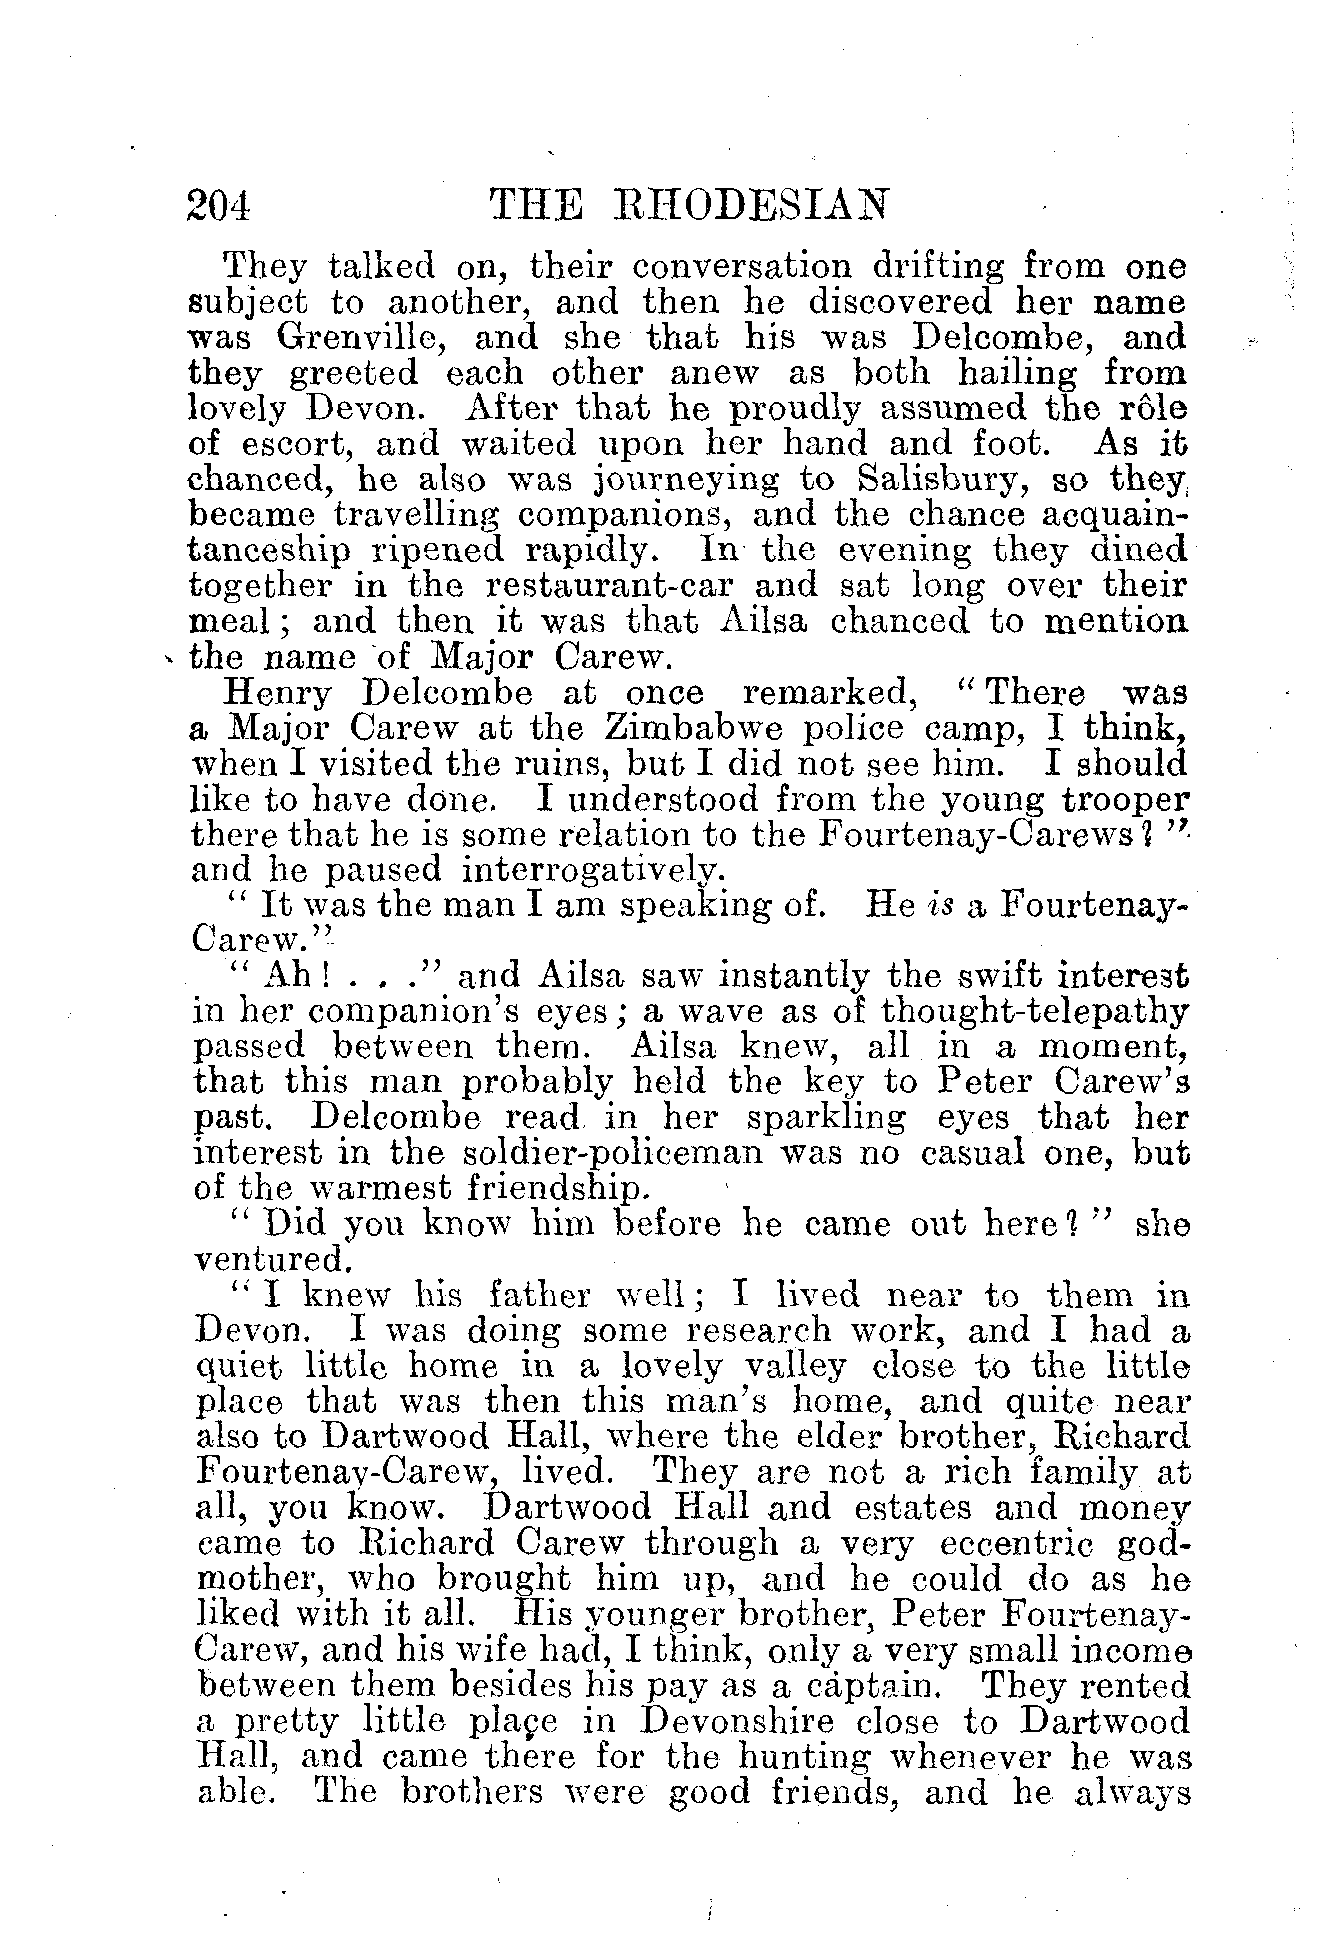 204 THE RHODESIAN
They talked on, their conversation drifting from one
subject to another, and then he discovered her name
was Grenville, and she that his was Delcombe, and
they greeted each other anew as both hailing from
lovely Devon. After that he proudly assumed the rôle
of escort, and waited upon her hand and foot. As it
chanced, he also was journeying to Salisbury, so they
became travelling companions, and the chance acquain-
tanceship ripened rapidly. In the evening they dined
together in the restaurant-car and sat long over their
meal; and then it was that Ailsa chanced to mention
the name of Major Carew.
Henry Delcombe at once remarked, "There was
a Major Carew at the Zimbabwe police camp, I think,
when I visited the ruins, but I did not see him. I should
like to have done. I understood from the young trooper
there that he is some relation to the Fourtenay-Carews?"
and he paused interrogatively.
"It was the man I am speaking of. He is a Fourtenay-
Carew."
"Ah! . . ." and Ailsa saw instantly the swift interest
in her companion's eyes; a wave as of thought-telepathy
passed between them. Ailsa knew, all in a moment,
that this man probably held the key to Peter Carew's
past. Delcombe read in her sparkling eyes that her
interest in the soldier-policeman was no casual one, but
of the warmest friendship.
"Did you know him before he came out here?" she
ventured.
"I knew his father well; I lived near to them in
Devon. I was doing some research work, and I had a
quiet little home in a lovely valley close to the little
place that was then this man's home, and quite near
also to Dartwood Hall, where the elder brother, Richard
Fourtenay-Carew, lived. They are not a rich family at
all, you know. Dartwood Hall and estates and money
came to Richard Carew through a very eccentric god-
mother, who brought him up, and he could do as he
liked with it all. His younger brother, Peter Fourtenay-
Carew, and his wife had, I think, only a very small income
between them besides his pay as a captain. They rented
a pretty little place in Devonshire close to Dartwood
Hall, and came there for the hunting whenever he was
able. The brothers were good friends, and he always